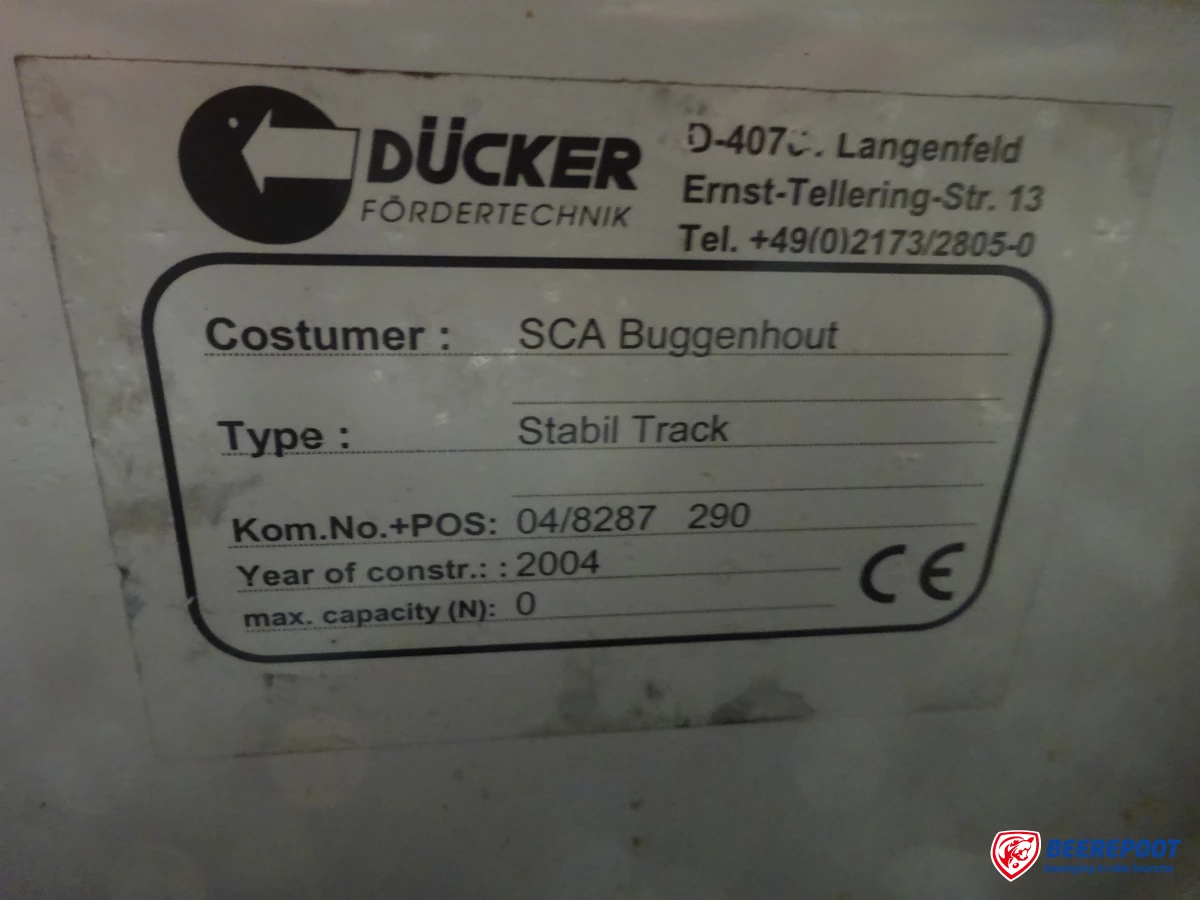 DÜCKER
FÖRDERTECHNIK
Langenfeld
Ernst-Tellering-Str. 13
Tel. +49(0)2173/2805-0
Costumer : SCA Buggenhout
Type : Stabil Track
Kom.No.+POS: 04/8287 290
Year of constr.: : 2004
max. capacity (N): 0
CE
BEEREPOOT